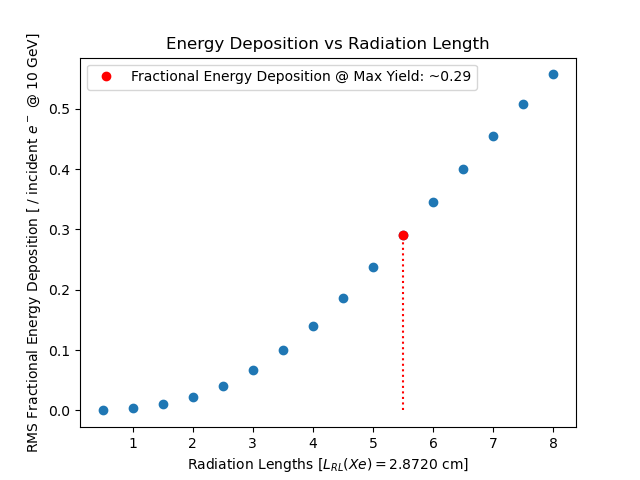 Energy Deposition vs Radiation Length
RMS Fractional Energy Deposition [ / incident e⁻ @ 10 GeV]
Fractional Energy Deposition @ Max Yield: ~0.29
0.5
0.4
0.3
0.2
0.1
0.0
1 2 3 4 5 6 7 8
Radiation Lengths [L_{RL}(Xe) = 2.8720 cm]